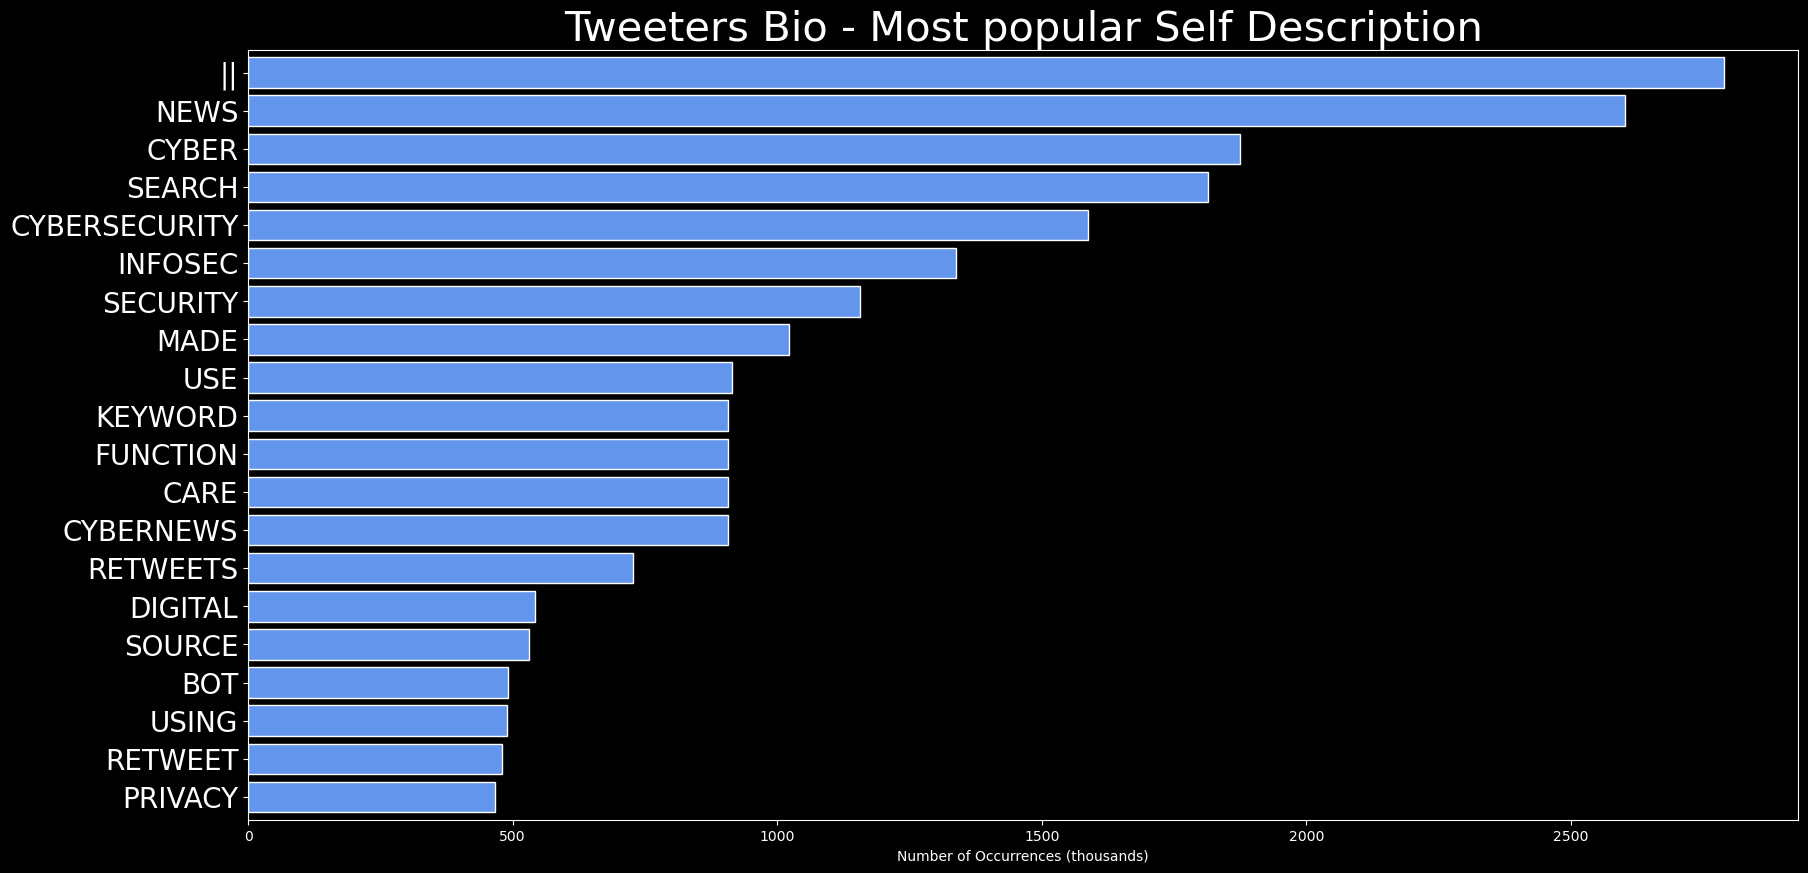 Tweeters Bio - Most popular Self Description
||
NEWS
CYBER
SEARCH
CYBERSECURITY
INFOSEC
SECURITY
MADE
USE
KEYWORD
FUNCTION
CARE
CYBERNEWS
RETWEETS
DIGITAL
SOURCE
BOT
USING
RETWEET
PRIVACY
0 500 1000 1500 2000 2500
Number of Occurrences (thousands)